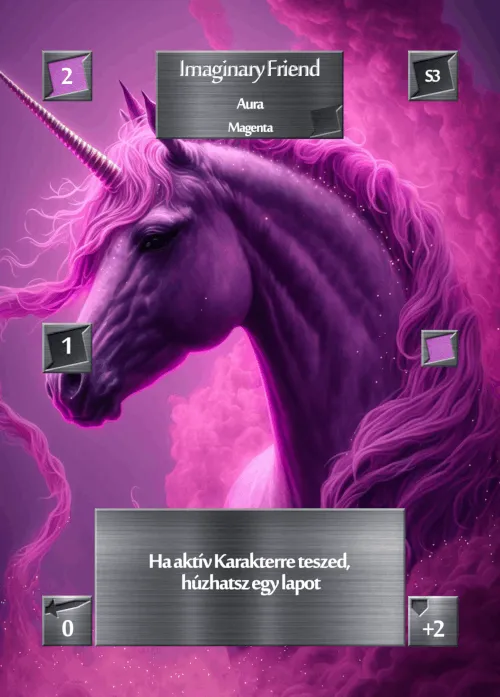 2
Imaginary Friend
S3
Aura
Magenta
1
Ha aktív Karakterre teszed,
húzhatsz egy lapot
0
+2